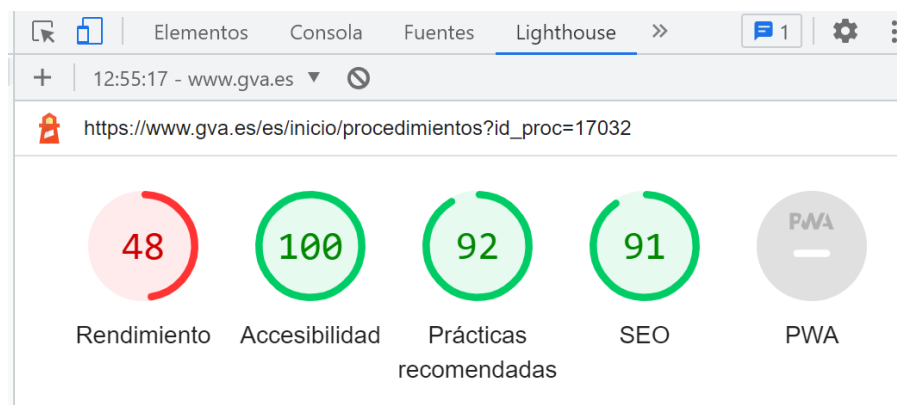 Elementos Consola Fuentes Lighthouse » 1
+ 12:55:17 - www.gva.es ▼
https://www.gva.es/es/inicio/procedimientos?id_proc=17032
48 100 92 91 PWA
Rendimiento Accesibilidad Prácticas SEO PWA
recomendadas